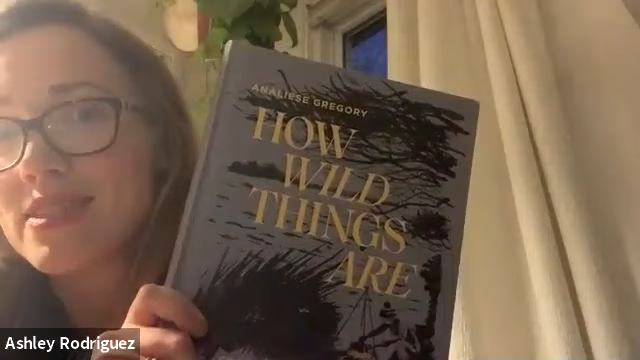 ANALIESE GREGORY
HOW
WILD
THINGS
ARE
Ashley Rodriguez